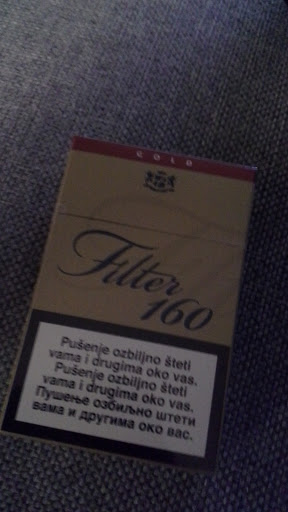 GOLD
Filter
160
Pušenje ozbiljno šteti
vama i drugima oko vas.
Pušenje ozbiljno šteti
vama i drugima oko vas.
Пушење озбиљно штети
вама и другима око вас.